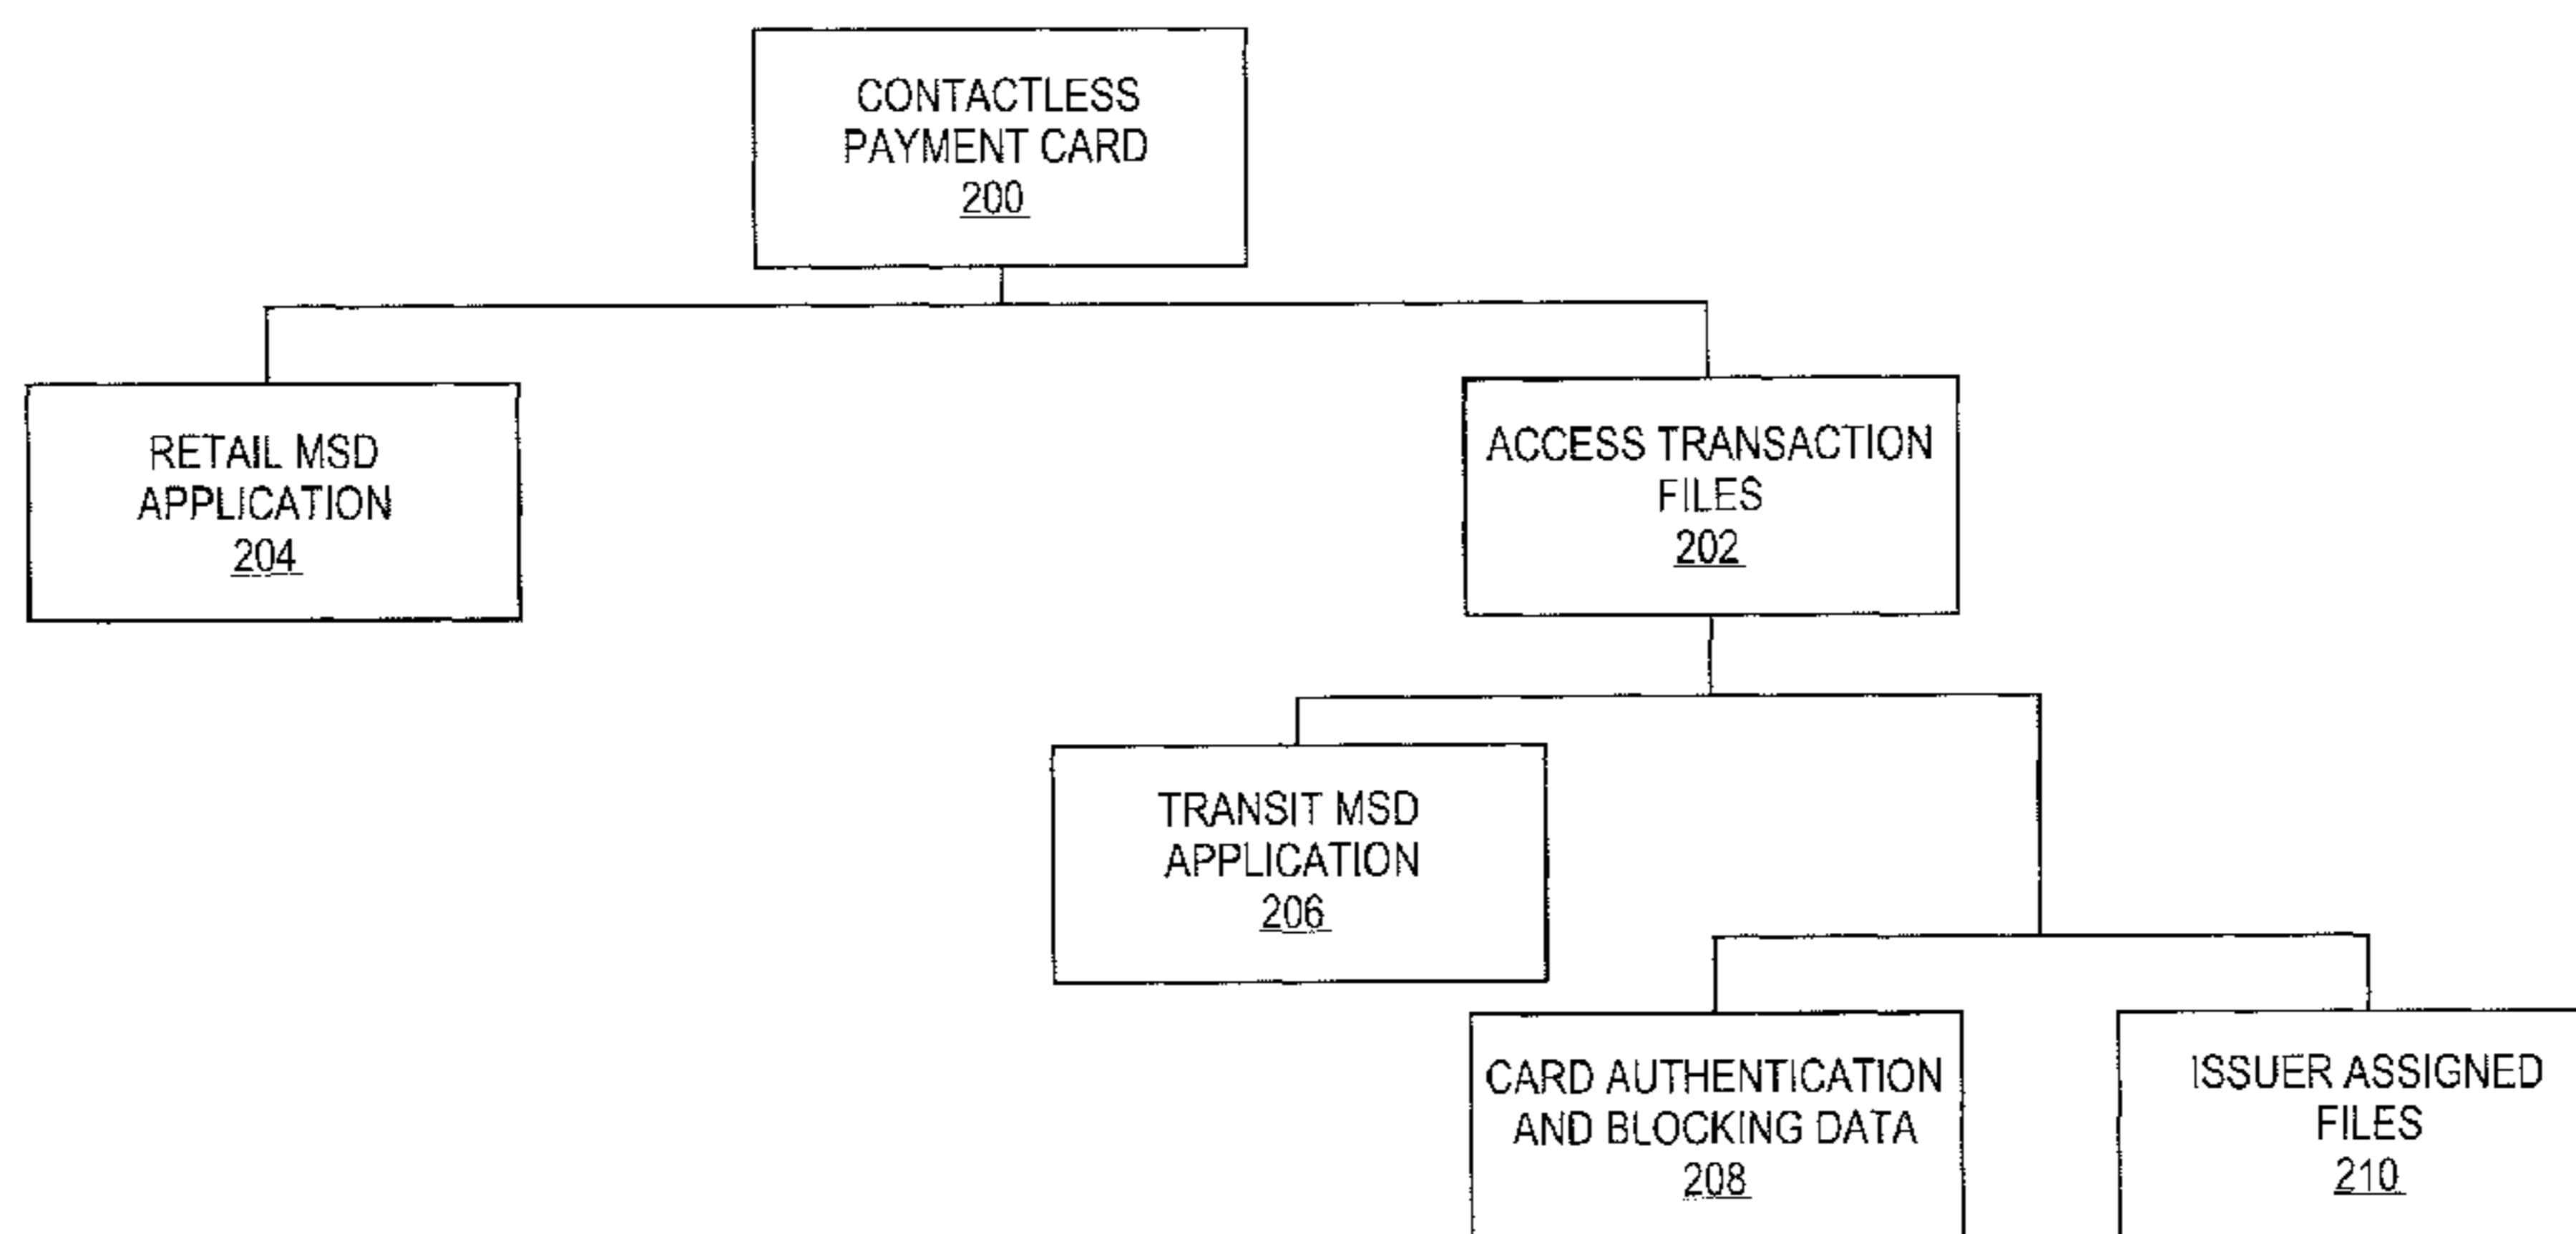 CONTACTLESS
PAYMENT CARD
200
RETAIL MSD
APPLICATION
204
ACCESS TRANSACTION
FILES
202
TRANSIT MSD
APPLICATION
206
CARD AUTHENTICATION
AND BLOCKING DATA
208
ISSUER ASSIGNED
FILES
210